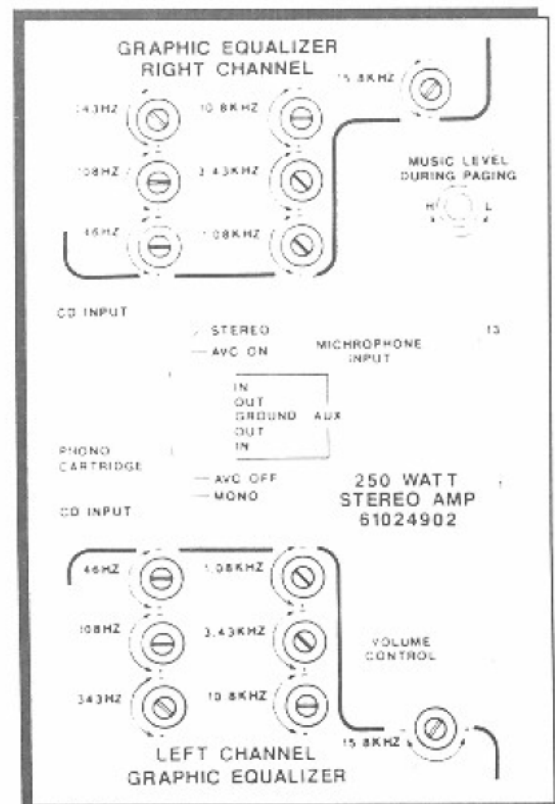 GRAPHIC EQUALIZER
RIGHT CHANNEL
15.8KHZ
343HZ 10.8KHZ
108HZ 3.43KHZ
46HZ 1.08KHZ
MUSIC LEVEL
DURING PAGING
H L
CD INPUT
STEREO
AVC ON
MICHROPHONE
INPUT
13
IN
OUT
GROUND AUX
OUT
IN
PHONO
CARTRIDGE
AVC OFF
MONO
CD INPUT
250 WATT
STEREO AMP
61024902
46HZ 1.08KHZ
108HZ 3.43KHZ
343HZ 10.8KHZ
VOLUME
CONTROL
15.8KHZ
LEFT CHANNEL
GRAPHIC EQUALIZER